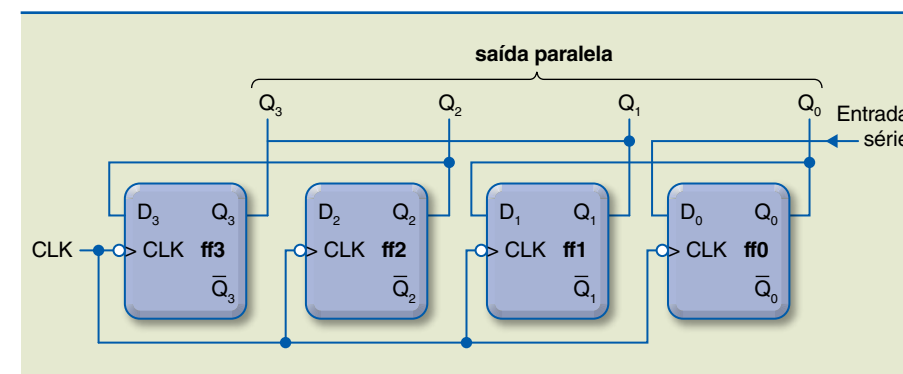 saída paralela
Q3 Q2 Q1 Q0
Entrada
série
D3 Q3 D2 Q2 D1 Q1 D0 Q0
CLK CLK ff3 CLK ff2 CLK ff1 CLK ff0
Q̅3 Q̅2 Q̅1 Q̅0